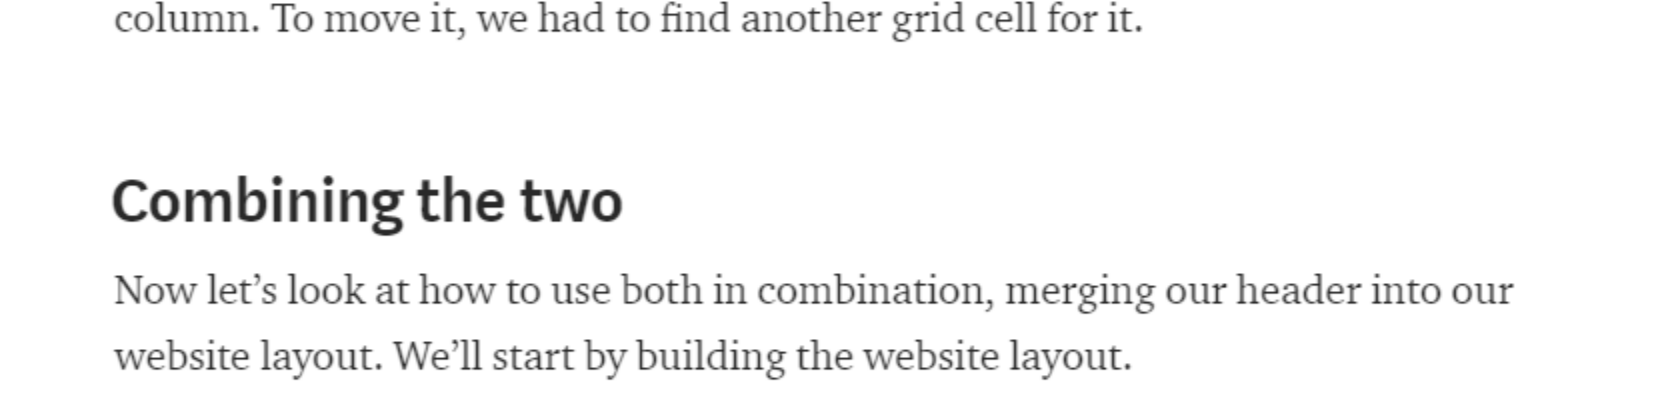 column. To move it, we had to find another grid cell for it.
Combining the two
Now let’s look at how to use both in combination, merging our header into our
website layout. We’ll start by building the website layout.